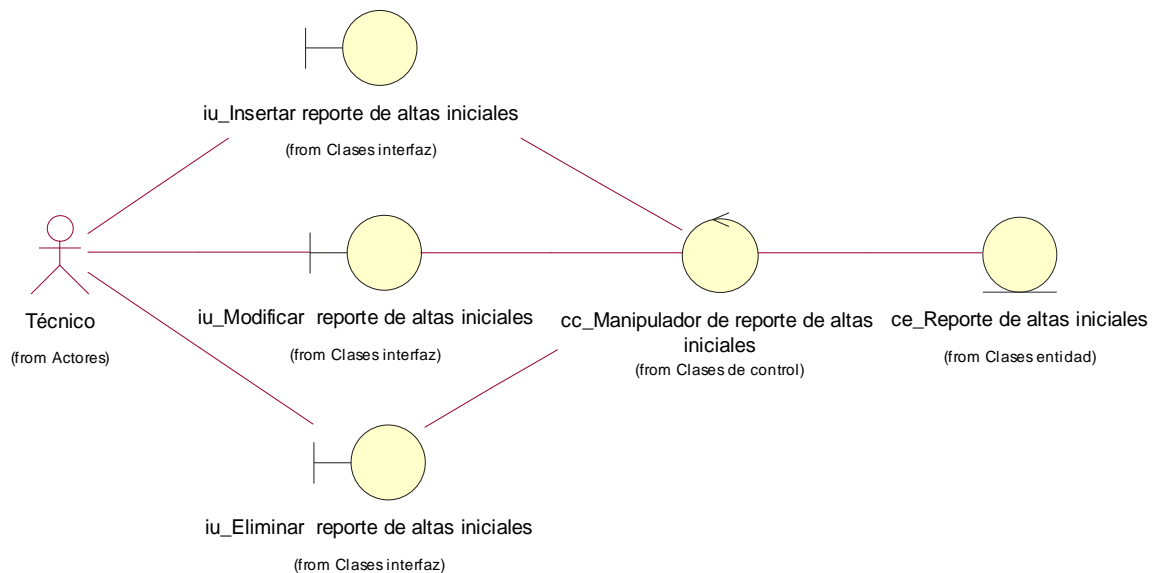 iu_Insertar reporte de altas iniciales
(from Clases interfaz)
Técnico
(from Actores)
iu_Modificar reporte de altas iniciales
(from Clases interfaz)
cc_Manipulador de reporte de altas
iniciales
(from Clases de control)
ce_Reporte de altas iniciales
(from Clases entidad)
iu_Eliminar reporte de altas iniciales
(from Clases interfaz)